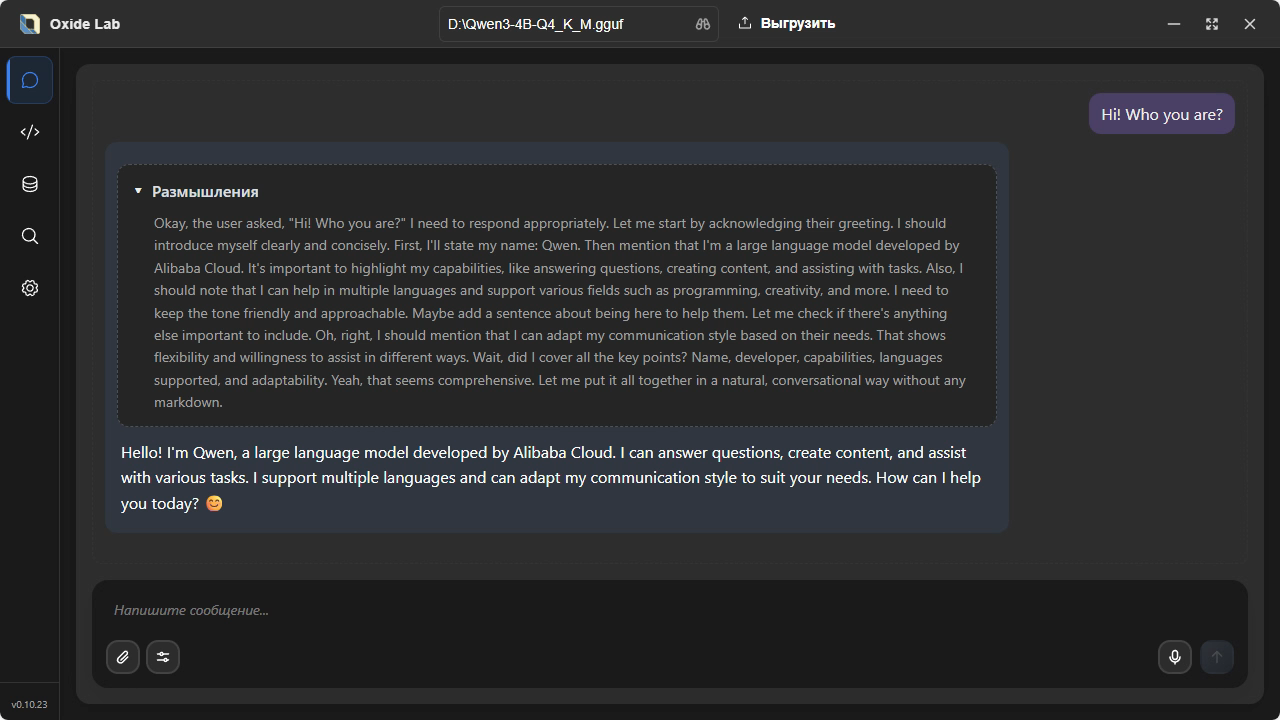 Oxide Lab
D:\Qwen3-4B-Q4_K_M.gguf
Выгрузить
Hi! Who you are?
Размышления
Okay, the user asked, "Hi! Who you are?" I need to respond appropriately. Let me start by acknowledging their greeting. I should
introduce myself clearly and concisely. First, I'll state my name: Qwen. Then mention that I'm a large language model developed by
Alibaba Cloud. It's important to highlight my capabilities, like answering questions, creating content, and assisting with tasks. Also, I
should note that I can help in multiple languages and support various fields such as programming, creativity, and more. I need to
keep the tone friendly and approachable. Maybe add a sentence about being here to help them. Let me check if there's anything
else important to include. Oh, right, I should mention that I can adapt my communication style based on their needs. That shows
flexibility and willingness to assist in different ways. Wait, did I cover all the key points? Name, developer, capabilities, languages
supported, and adaptability. Yeah, that seems comprehensive. Let me put it all together in a natural, conversational way without any
markdown.
Hello! I'm Qwen, a large language model developed by Alibaba Cloud. I can answer questions, create content, and assist
with various tasks. I support multiple languages and can adapt my communication style to suit your needs. How can I help
you today? 😊
Напишите сообщение...
v0.10.23